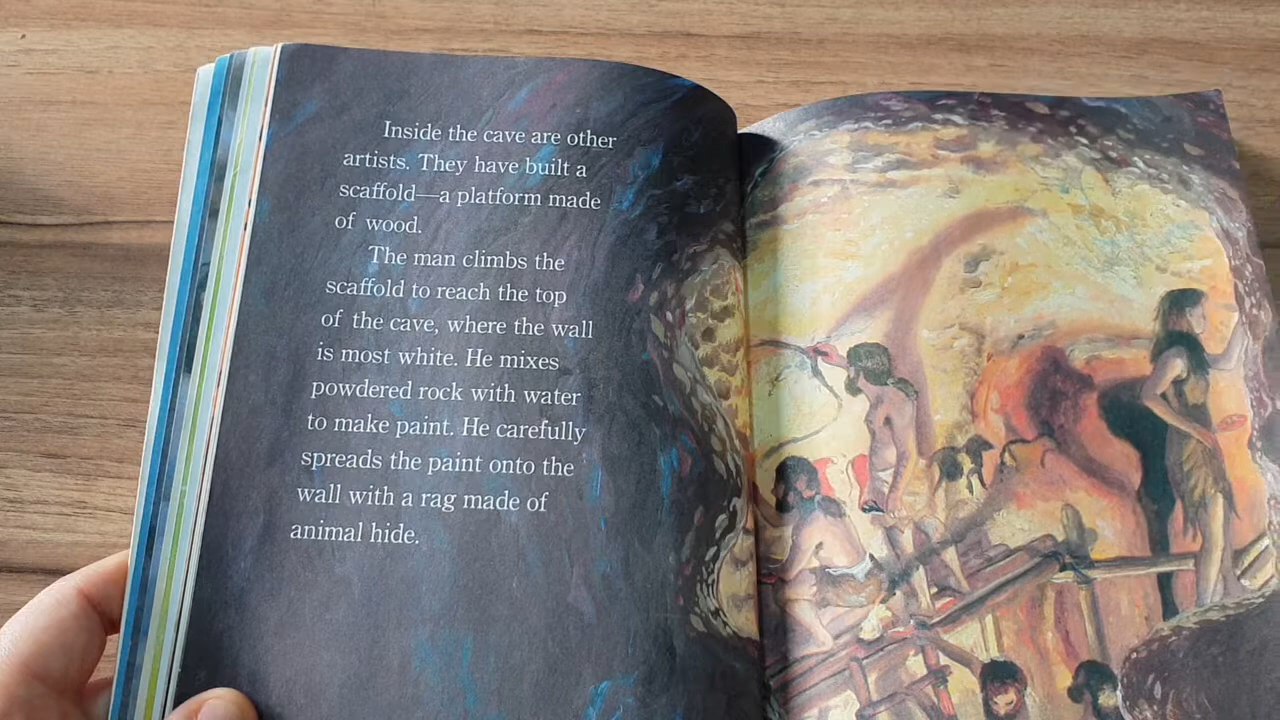 Inside the cave are other
artists. They have built a
scaffold—a platform made
of wood.
The man climbs the
scaffold to reach the top
of the cave, where the wall
is most white. He mixes
powdered rock with water
to make paint. He carefully
spreads the paint onto the
wall with a rag made of
animal hide.